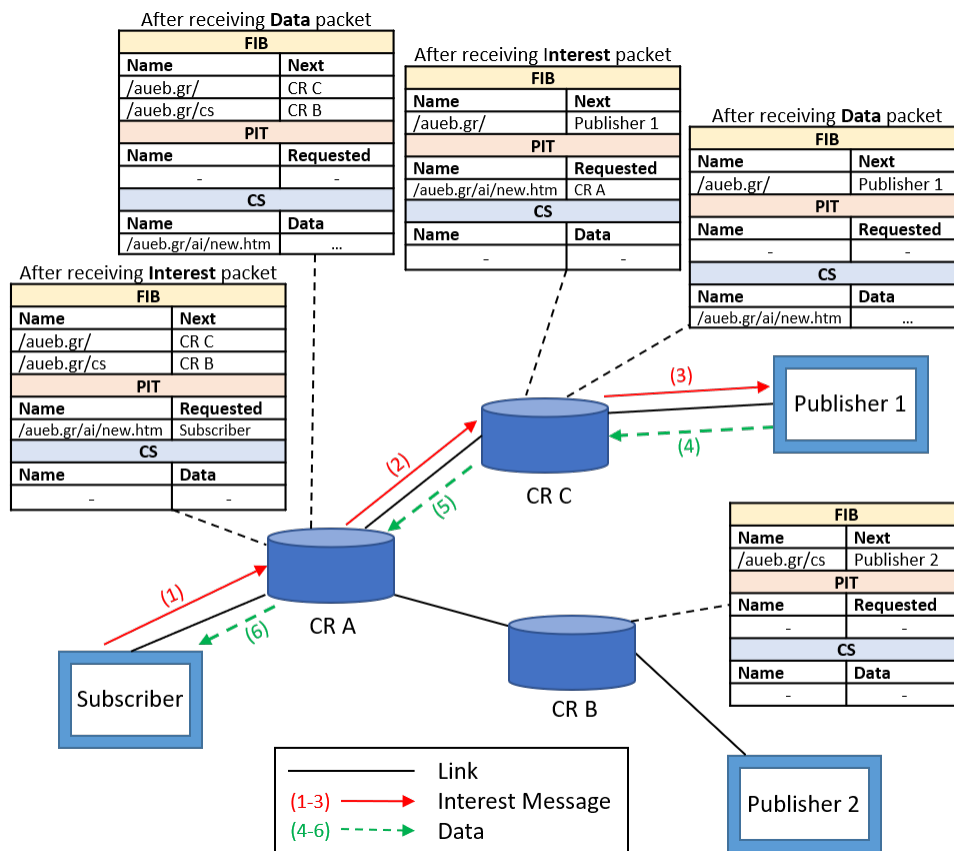 After receiving Data packet
FIB
Name Next
/aueb.gr/ CR C
/aueb.gr/cs CR B
PIT
Name Requested
- -
CS
Name Data
/aueb.gr/ai/new.htm ...
After receiving Interest packet
FIB
Name Next
/aueb.gr/ Publisher 1
PIT
Name Requested
/aueb.gr/ai/new.htm CR A
CS
Name Data
- -
After receiving Data packet
FIB
Name Next
/aueb.gr/ Publisher 1
PIT
Name Requested
- -
CS
Name Data
/aueb.gr/ai/new.htm ...
After receiving Interest packet
FIB
Name Next
/aueb.gr/ CR C
/aueb.gr/cs CR B
PIT
Name Requested
/aueb.gr/ai/new.htm Subscriber
CS
Name Data
- -
(3)
Publisher 1
(4)
(2)
CR C
(5)
FIB
Name Next
/aueb.gr/cs Publisher 2
PIT
Name Requested
- -
CS
Name Data
- -
(1)
CR A
(6)
Subscriber
CR B
Publisher 2
Link
(1-3) Interest Message
(4-6) Data